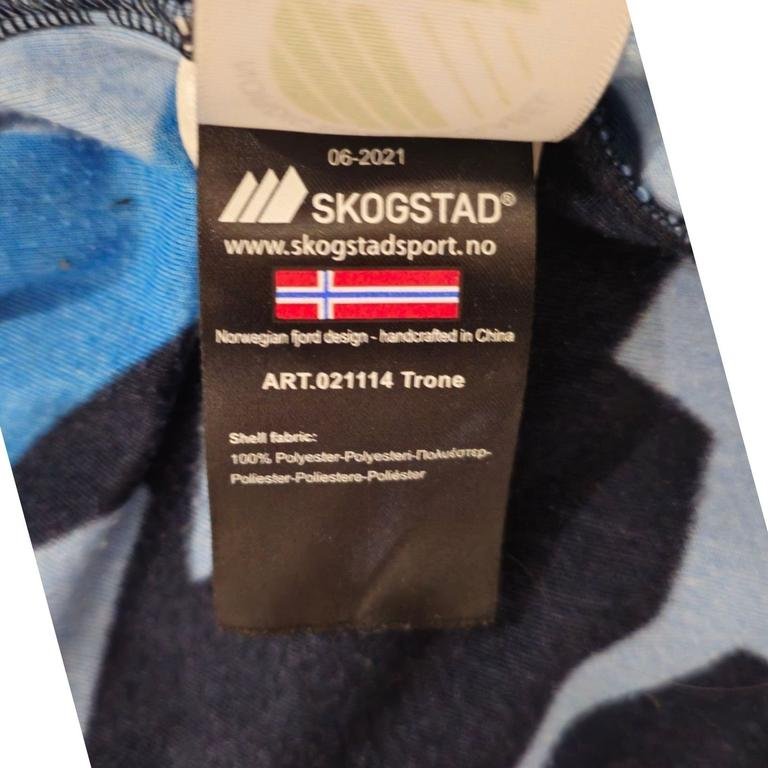 06-2021
SKOGSTAD®
www.skogstadsport.no
Norwegian fjord design - handcrafted in China
ART.021114 Trone
Shell fabric:
100% Polyester-Polyesteri-Πολυέστερ-
Poliester-Poliestere-Poliéster